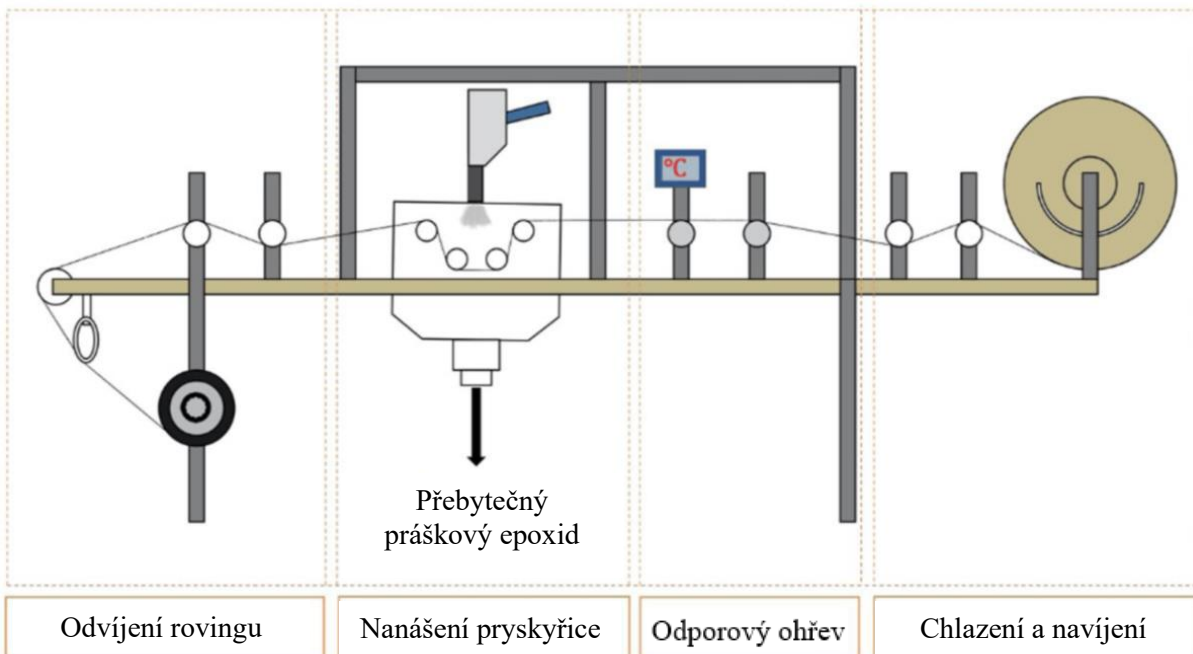 °C
Přebytečný
práškový epoxid
Odvíjení rovingu
Nanášení pryskyřice
Odporový ohřev
Chlazení a navíjení